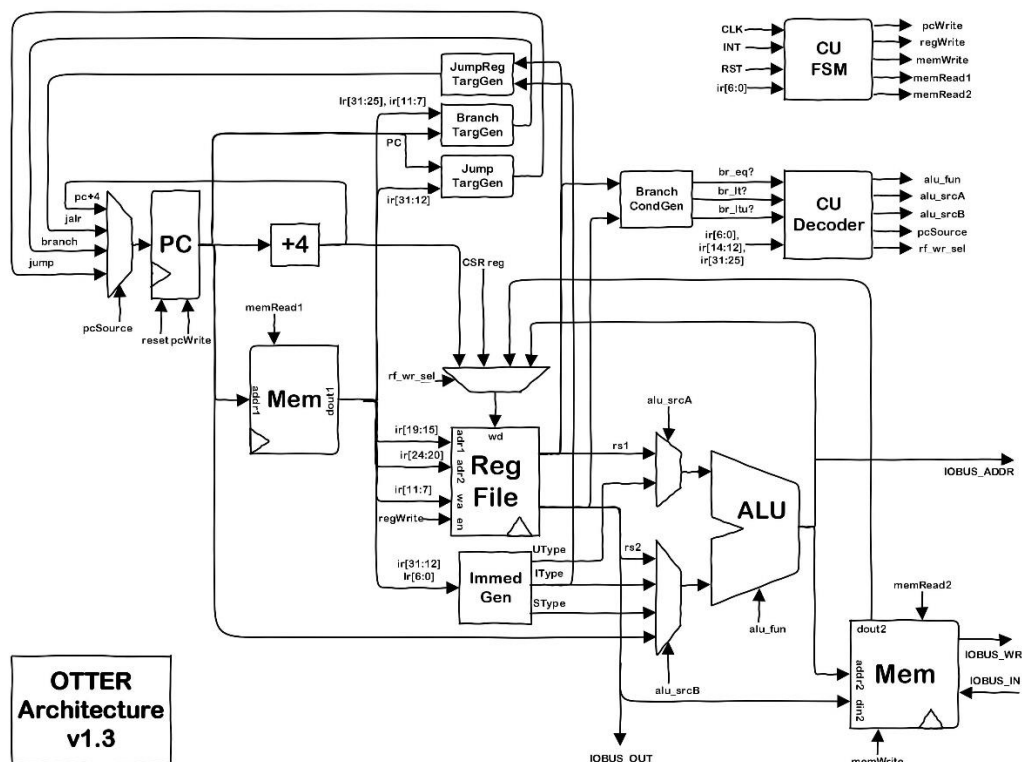 CLK
INT
RST
ir[6:0]
CU
FSM
pcWrite
regWrite
memWrite
memRead1
memRead2
JumpReg
TargGen
Ir[31:25], ir[11:7]
Branch
TargGen
PC
Jump
TargGen
ir[31:12]
Branch
CondGen
br_eq?
br_lt?
br_ltu?
ir[6:0],
ir[14:12],
ir[31:25]
CU
Decoder
alu_fun
alu_srcA
alu_srcB
pcSource
rf_wr_sel
pc+4
jalr
branch
jump
PC
+4
CSR reg
pcSource
reset pcWrite
memRead1
addr1
Mem
dout1
rf_wr_sel
alu_srcA
ir[19:15]
ir[24:20]
ir[11:7]
regWrite
adr1
adr2
wa
en
wd
Reg
File
rs1
ALU
IOBUS_ADDR
ir[31:12]
Ir[6:0]
Immed
Gen
UType
IType
SType
rs2
alu_fun
memRead2
dout2
addr2
din2
Mem
IOBUS_WR
IOBUS_IN
alu_srcB
OTTER
Architecture
v1.3
IOBUS_OUT
memWrite